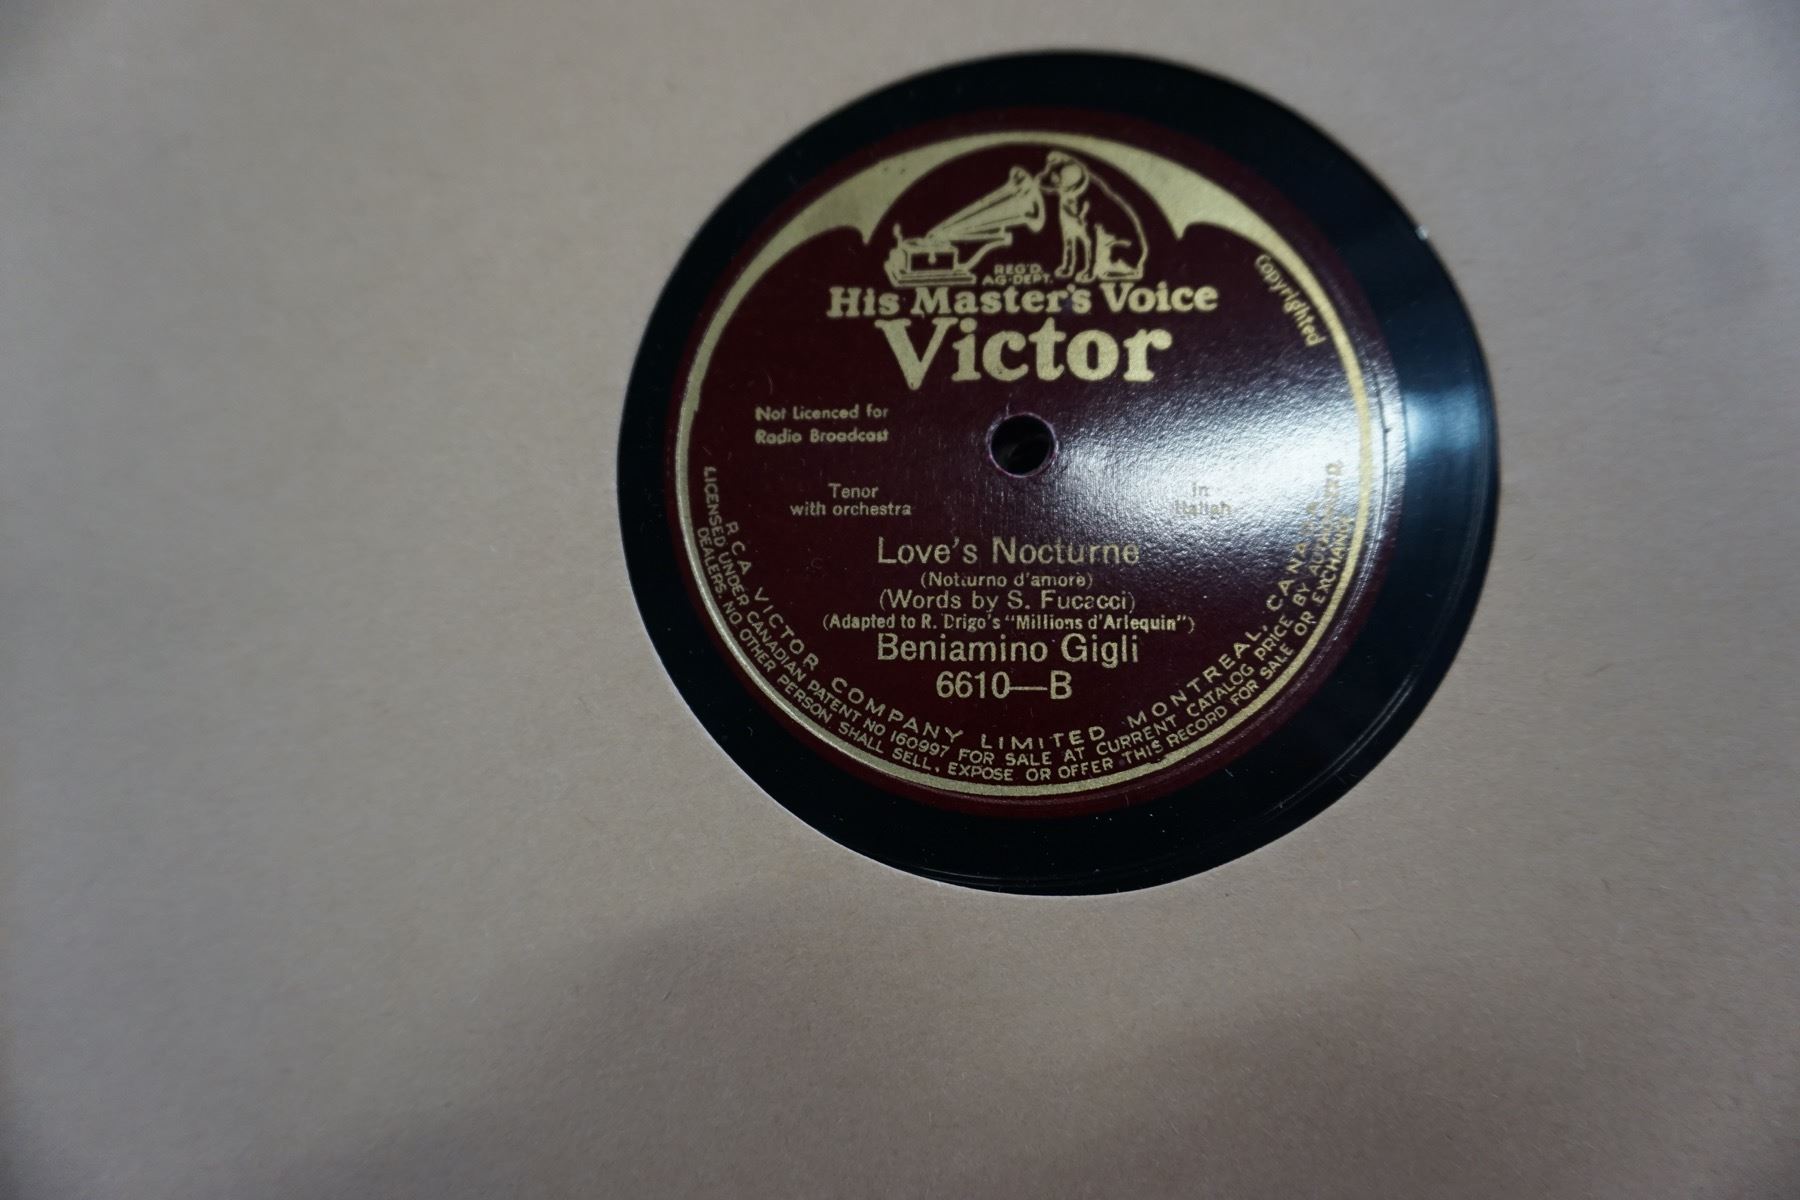 REG'D.
AG-DEPT.
His Master's Voice
Victor
Copyrighted
Not Licenced for
Radio Broadcast
Tenor
with orchestra
In
Italian
Love's Nocturne
(Notturno d'amore)
(Words by S. Fucacci)
(Adapted to R. Drigo's "Millions d'Arlequin")
Beniamino Gigli
6610—B
RCA VICTOR COMPANY LIMITED MONTREAL, CANADA
LICENSED UNDER CANADIAN PATENT NO 160997 FOR SALE AT CURRENT CATALOG PRICE BY AUTHORIZED
DEALERS. NO OTHER PERSON SHALL SELL, EXPOSE OR OFFER THIS RECORD FOR SALE OR EXCHANGE